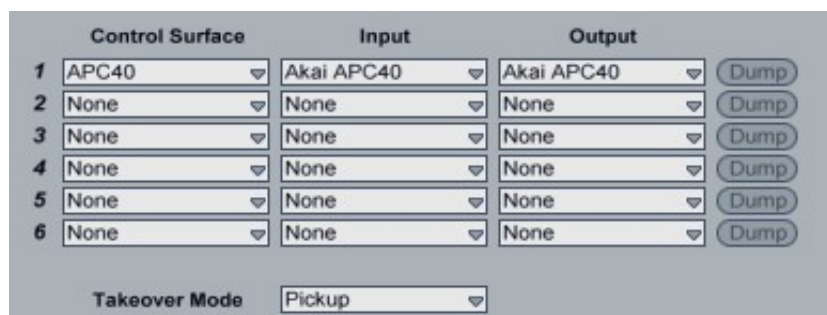 Control Surface Input Output
1 APC40 Akai APC40 Akai APC40 Dump
2 None None None Dump
3 None None None Dump
4 None None None Dump
5 None None None Dump
6 None None None Dump
Takeover Mode Pickup